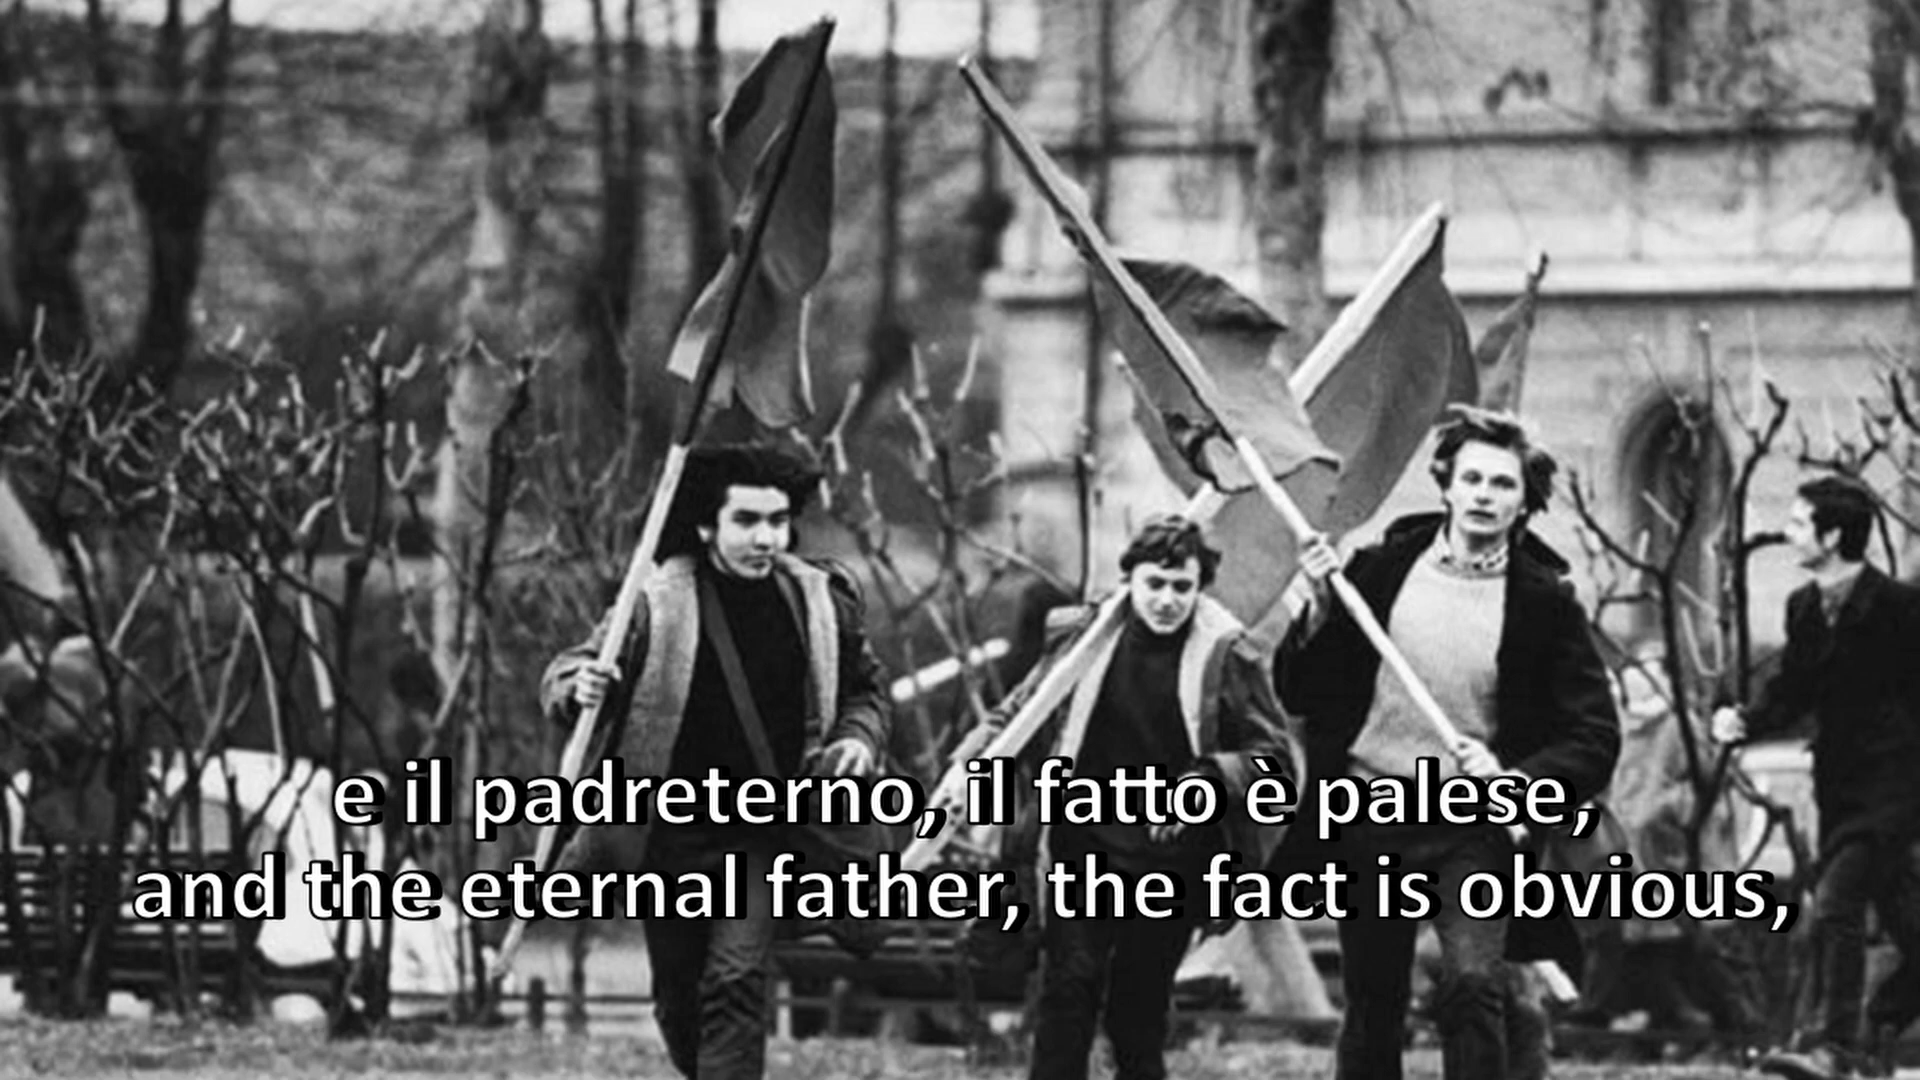 e il padreterno, il fatto è palese,
and the eternal father, the fact is obvious,